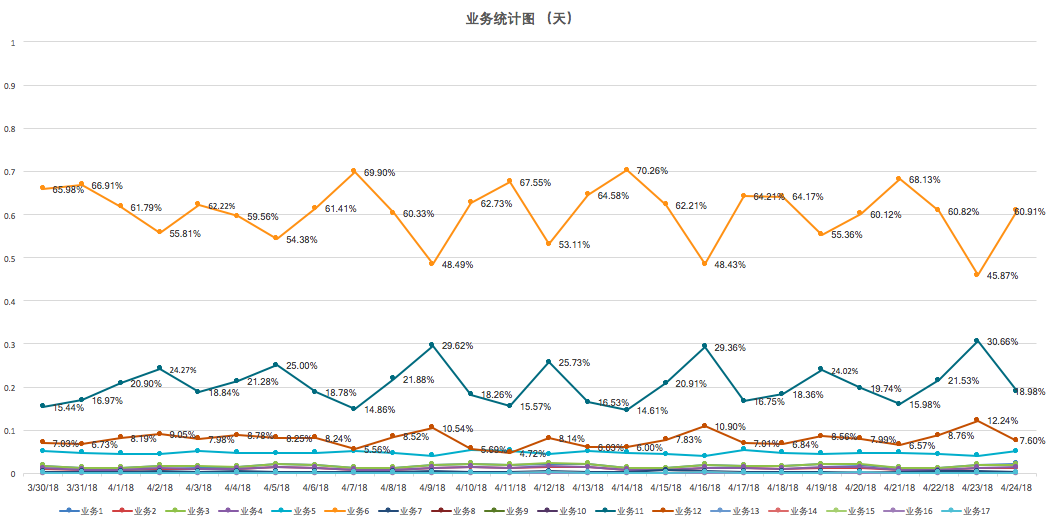 业务统计图 （天）
1
0.9
0.8
0.7
0.6
0.5
0.4
0.3
0.2
0.1
0
65.98% 66.91% 61.79% 55.81% 62.22% 59.56% 54.38% 61.41% 69.90% 60.33% 48.49% 62.73% 67.55% 53.11% 64.58% 70.26% 62.21% 48.43% 64.21% 64.17% 55.36% 60.12% 68.13% 60.82% 45.87% 60.91%
15.44% 16.97% 20.90% 24.27% 18.84% 21.28% 25.00% 18.78% 14.86% 21.88% 29.62% 18.26% 15.57% 25.73% 16.53% 14.61% 20.91% 29.36% 16.75% 18.36% 24.02% 19.74% 15.98% 21.53% 30.66% 18.98%
7.03% 6.73% 8.19% 9.05% 7.98% 8.78% 8.25% 8.24% 5.56% 8.52% 10.54% 5.69% 4.72% 8.14% 6.00% 7.83% 10.90% 7.01% 6.84% 8.56% 7.99% 6.57% 8.76% 12.24% 7.60%
3/30/18 3/31/18 4/1/18 4/2/18 4/3/18 4/4/18 4/5/18 4/6/18 4/7/18 4/8/18 4/9/18 4/10/18 4/11/18 4/12/18 4/13/18 4/14/18 4/15/18 4/16/18 4/17/18 4/18/18 4/19/18 4/20/18 4/21/18 4/22/18 4/23/18 4/24/18
业务1 业务2 业务3 业务4 业务5 业务6 业务7 业务8 业务9 业务10 业务11 业务12 业务13 业务14 业务15 业务16 业务17